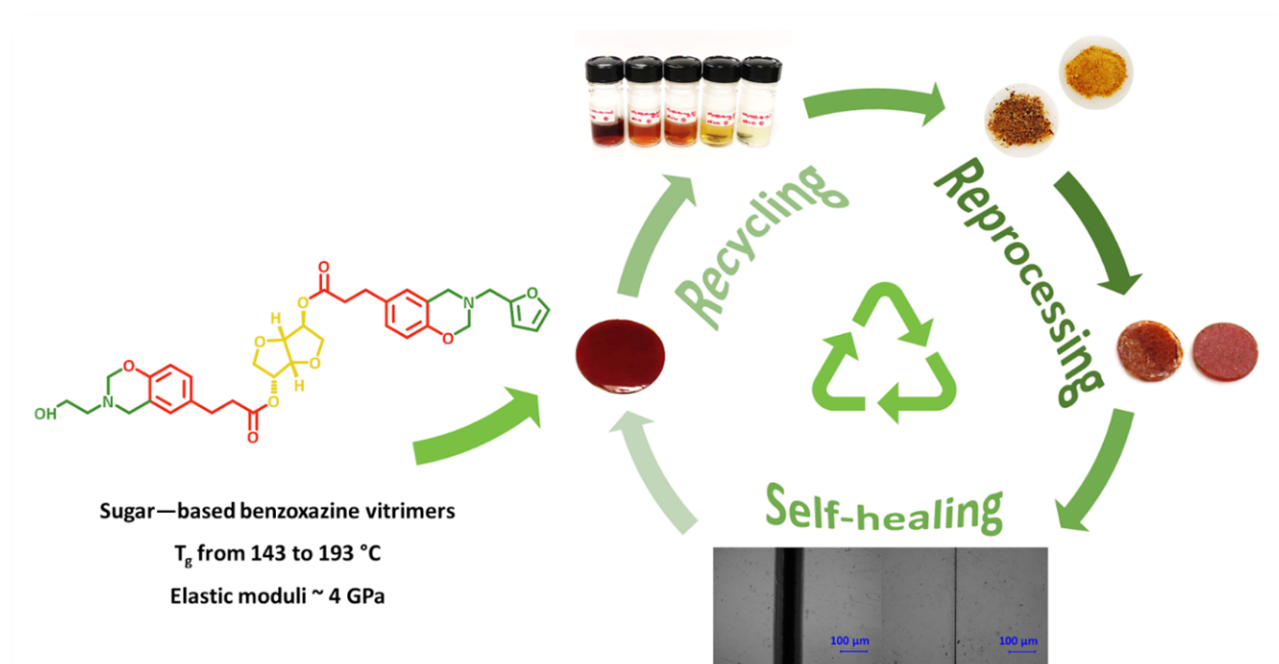 Recycling
Reprocessing
Self-healing
O
O
H
O
O
H
O
O
N
O
O
N
O
O
OH
Sugar—based benzoxazine vitrimers
Tg from 143 to 193 °C
Elastic moduli ~ 4 GPa
100 μm
100 μm